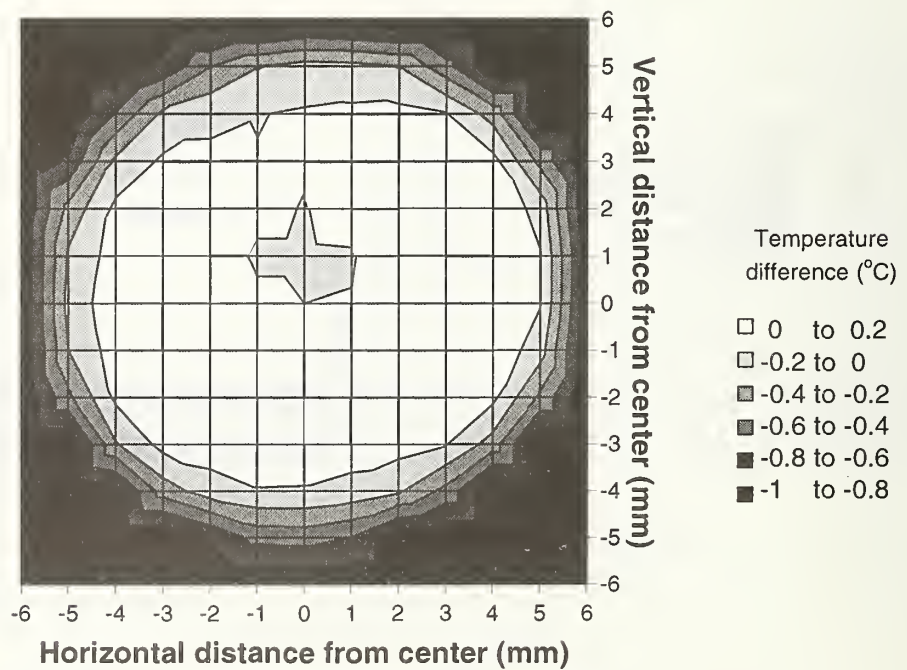 6
5
4
3
2
1
0
-1
-2
-3
-4
-5
-6
Vertical distance from center (mm)
-6 -5 -4 -3 -2 -1 0 1 2 3 4 5 6
Horizontal distance from center (mm)
Temperature
difference (°C)
0 to 0.2
-0.2 to 0
-0.4 to -0.2
-0.6 to -0.4
-0.8 to -0.6
-1 to -0.8